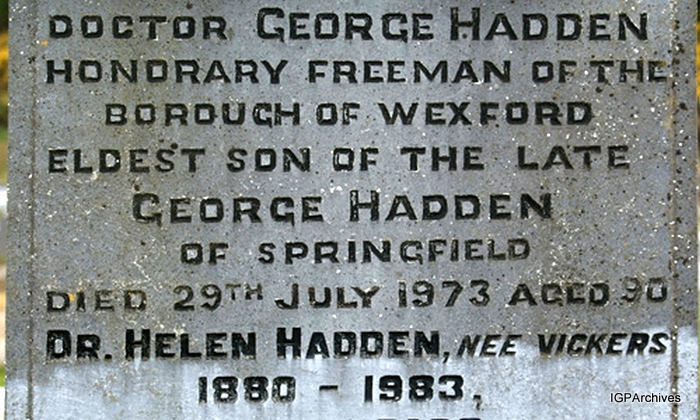 DOCTOR GEORGE HADDEN
HONORARY FREEMAN OF THE
BOROUGH OF WEXFORD
ELDEST SON OF THE LATE
GEORGE HADDEN
OF SPRINGFIELD
DIED 29TH JULY 1973 AGED 90
DR. HELEN HADDEN, NEE VICKERS
1880 - 1983.
IGPArchives